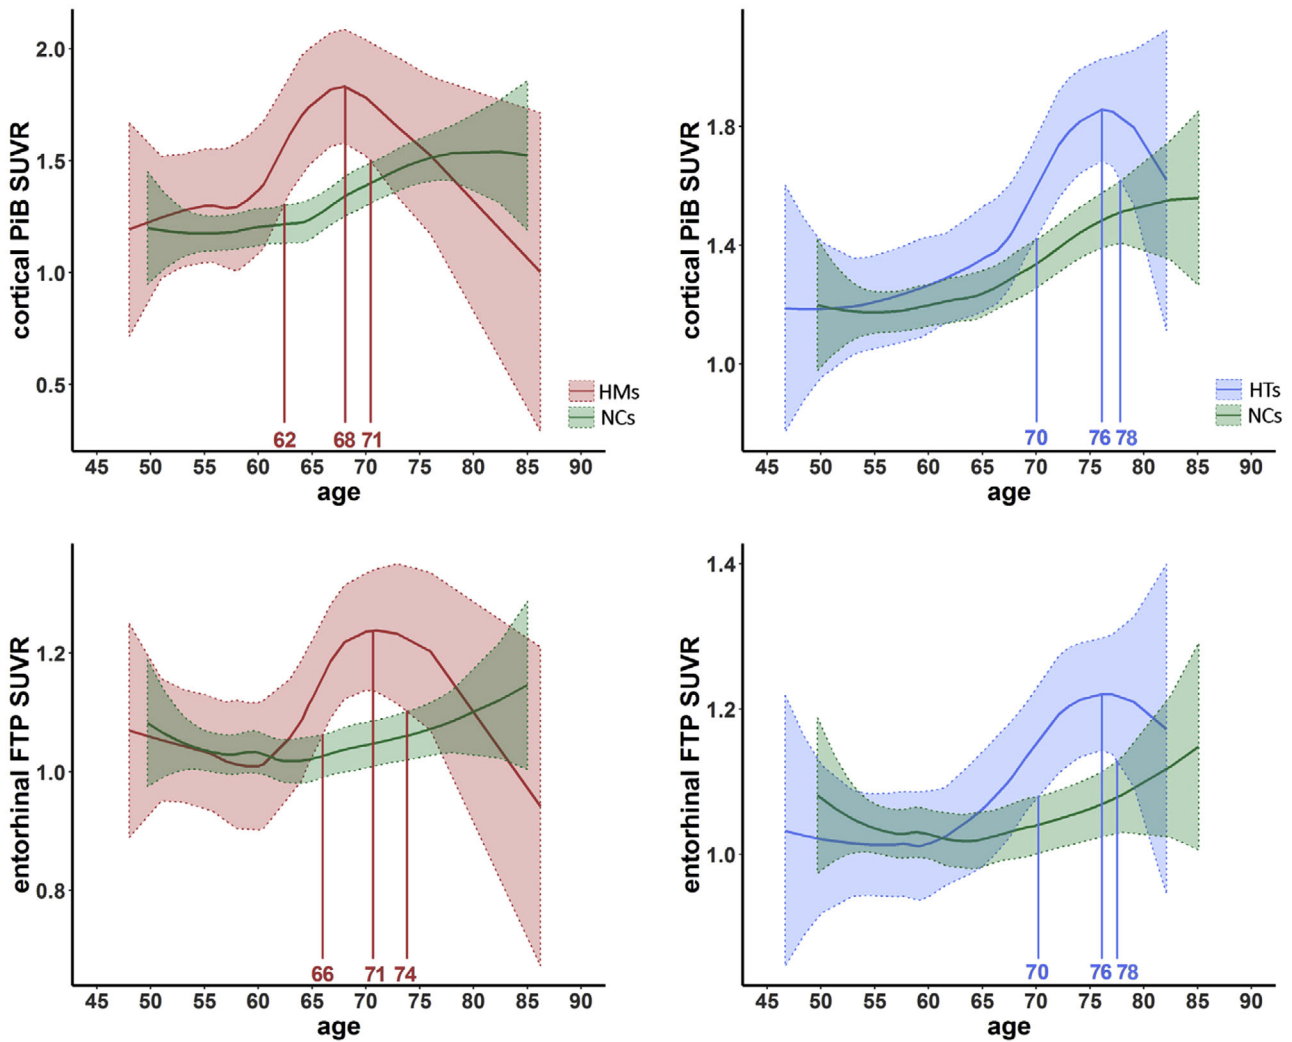 cortical PiB SUVR
2.0
1.5
1.0
0.5
62 68 71
HMs
NCs
45 50 55 60 65 70 75 80 85 90
age
cortical PiB SUVR
1.8
1.4
1.0
70 76 78
HTs
NCs
45 50 55 60 65 70 75 80 85 90
age
entorhinal FTP SUVR
1.2
1.0
0.8
66 71 74
45 50 55 60 65 70 75 80 85 90
age
entorhinal FTP SUVR
1.4
1.2
1.0
70 76 78
45 50 55 60 65 70 75 80 85 90
age